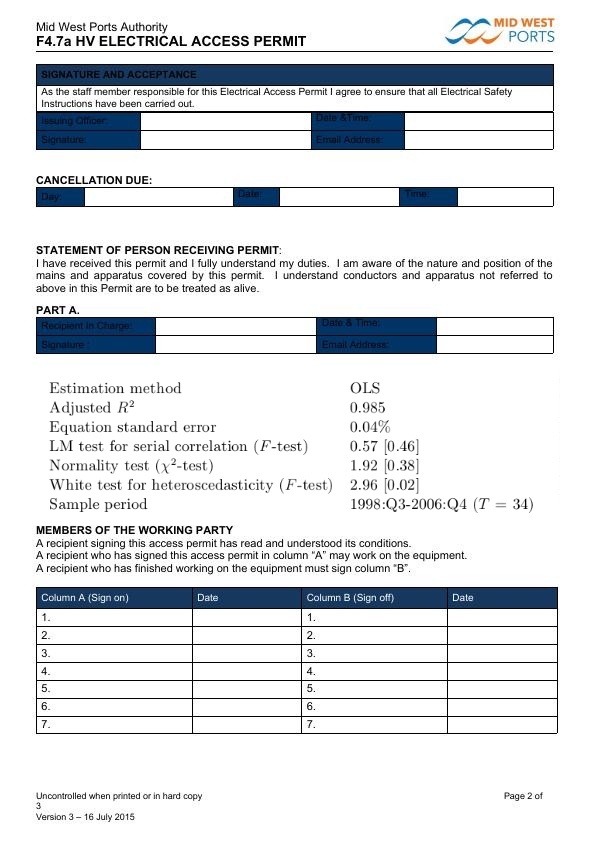 Mid West Ports Authority
F4.7a HV ELECTRICAL ACCESS PERMIT
MID WEST
PORTS
SIGNATURE AND ACCEPTANCE
As the staff member responsible for this Electrical Access Permit I agree to ensure that all Electrical Safety
Instructions have been carried out.
Issuing Officer: Date &Time:
Signature: Email Address:
CANCELLATION DUE:
Day: Date: Time:
STATEMENT OF PERSON RECEIVING PERMIT:
I have received this permit and I fully understand my duties. I am aware of the nature and position of the
mains and apparatus covered by this permit. I understand conductors and apparatus not referred to
above in this Permit are to be treated as alive.
PART A.
Recipient In Charge: Date & Time:
Signature : Email Address:
Estimation method OLS
Adjusted R² 0.985
Equation standard error 0.04%
LM test for serial correlation (F-test) 0.57 [0.46]
Normality test (χ²-test) 1.92 [0.38]
White test for heteroscedasticity (F-test) 2.96 [0.02]
Sample period 1998:Q3-2006:Q4 (T = 34)
MEMBERS OF THE WORKING PARTY
A recipient signing this access permit has read and understood its conditions.
A recipient who has signed this access permit in column “A” may work on the equipment.
A recipient who has finished working on the equipment must sign column “B”.
Column A (Sign on) Date Column B (Sign off) Date
1. 1.
2. 2.
3. 3.
4. 4.
5. 5.
6. 6.
7. 7.
Uncontrolled when printed or in hard copy Page 2 of
3
Version 3 – 16 July 2015